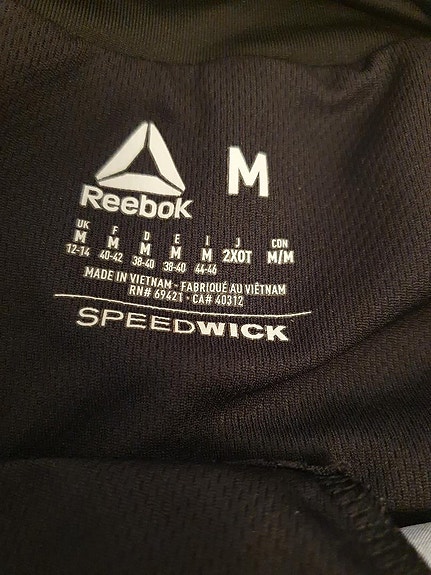 Reebok M
UK F D E I J CON
M M M M M 2XOT M/M
12-14 40-42 38-40 38-40 44-46
MADE IN VIETNAM - FABRIQUÉ AU VIÊTNAM
RN# 69421 - CA# 40312
SPEEDWICK